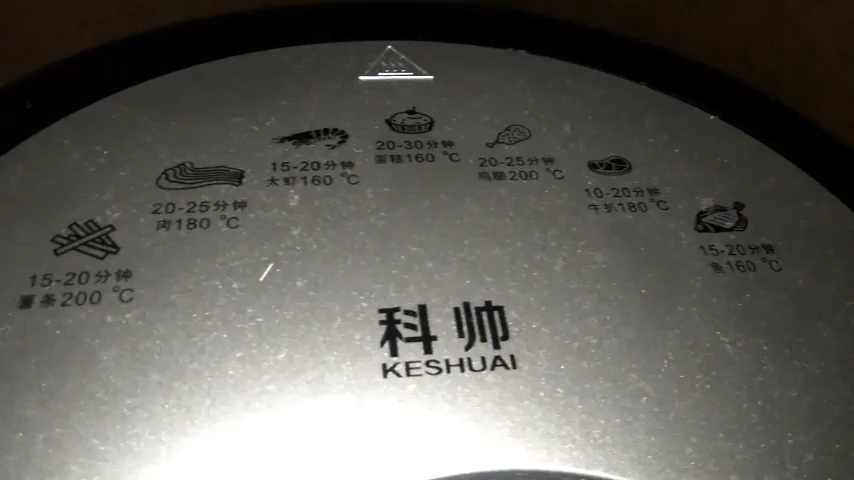 15-20分钟
薯条200 ℃
20-25分钟
肉180 ℃
15-20分钟
大虾160 ℃
20-30分钟
蛋糕160 ℃
20-25分钟
鸡腿200 ℃
10-20分钟
牛扒180 ℃
15-20分钟
鱼160 ℃
科帅
KESHUAI